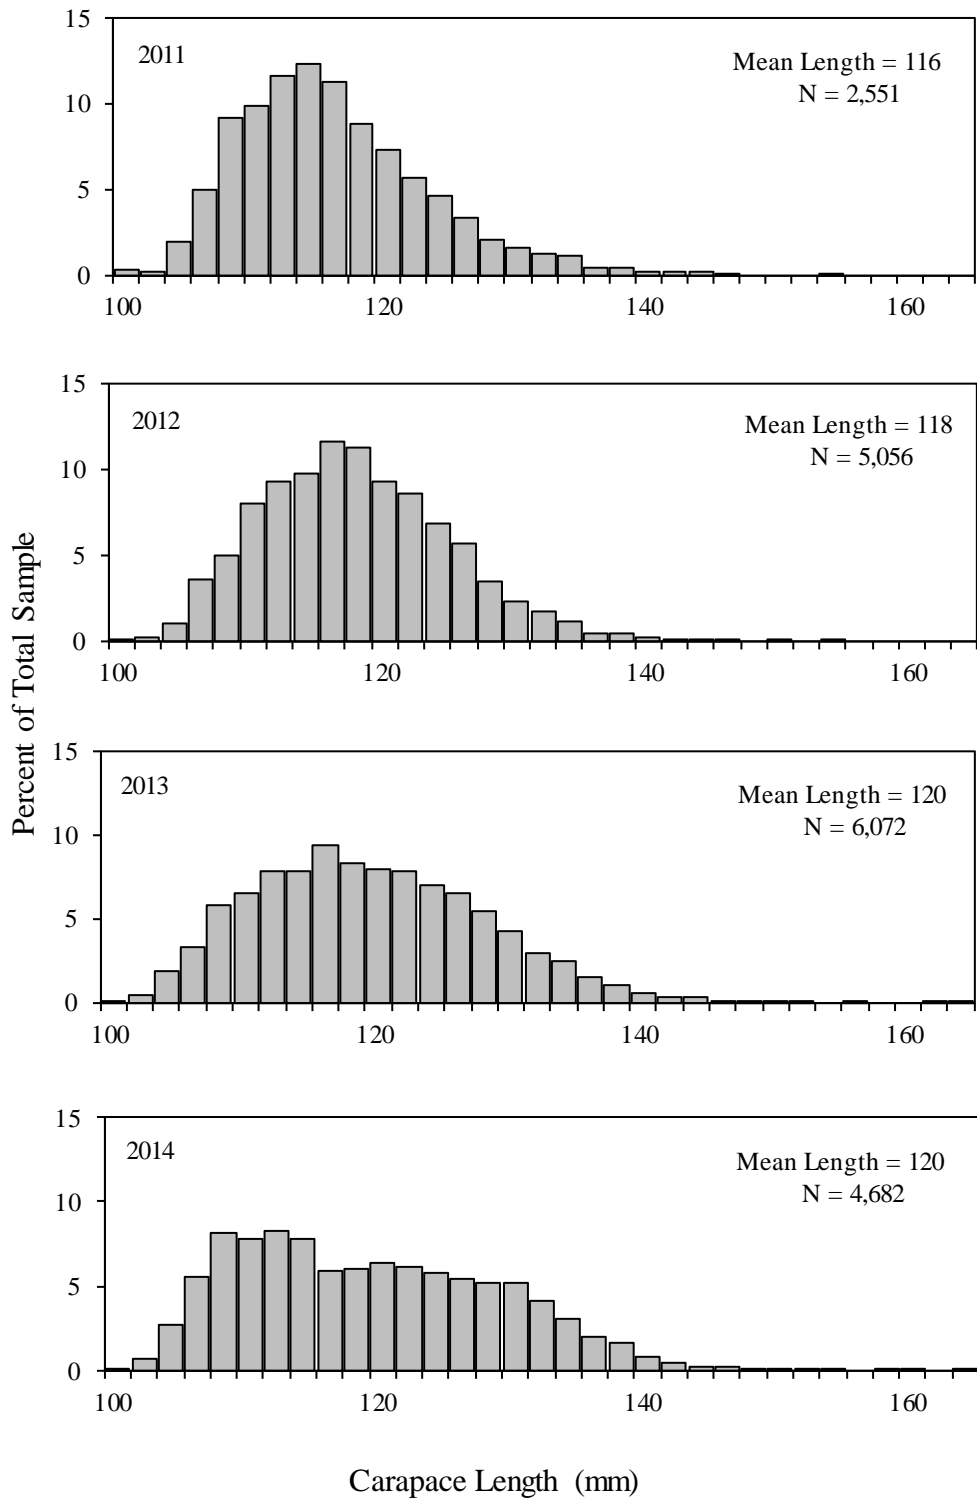 15
2011
Mean Length = 116
N = 2,551
10
5
0
100 120 140 160
15
2012
Mean Length = 118
N = 5,056
10
5
0
100 120 140 160
Percent of Total Sample
15
2013
Mean Length = 120
N = 6,072
10
5
0
100 120 140 160
15
2014
Mean Length = 120
N = 4,682
10
5
0
100 120 140 160
Carapace Length (mm)